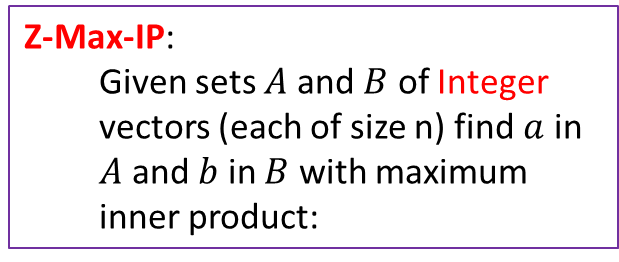 Z-Max-IP:
Given sets A and B of Integer
vectors (each of size n) find a in
A and b in B with maximum
inner product: